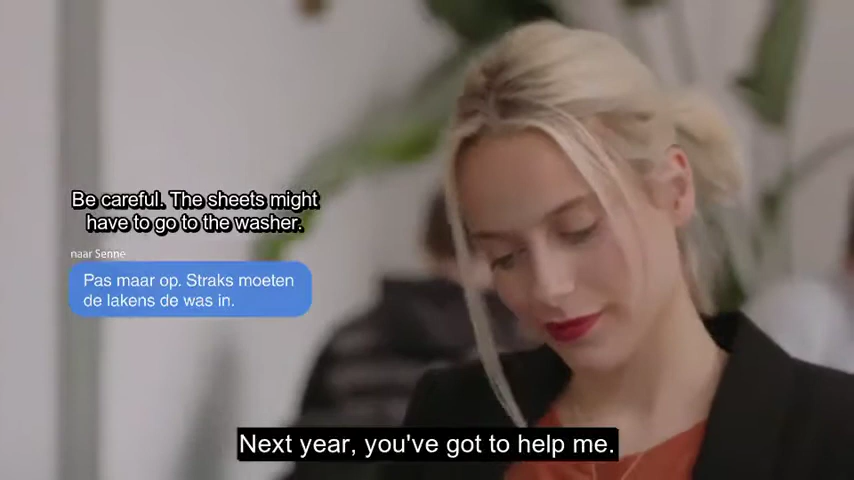 Be careful. The sheets might
have to go to the washer.
naar Senne
Pas maar op. Straks moeten
de lakens de was in.
Next year, you've got to help me.